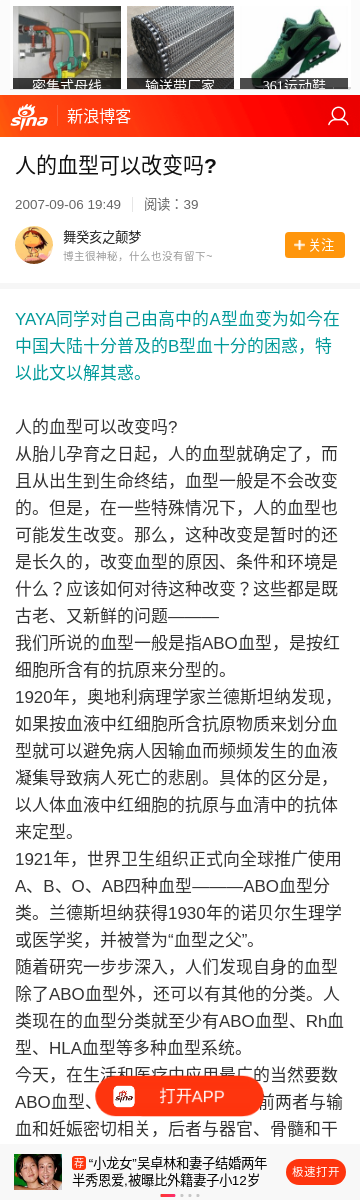 密集式母线
输送带厂家
361运动鞋
sina
新浪博客
人的血型可以改变吗?
2007-09-06 19:49
阅读：39
舞癸亥之颠梦
博主很神秘，什么也没有留下~
关注
YAYA同学对自己由高中的A型血变为如今在
中国大陆十分普及的B型血十分的困惑，特
以此文以解其惑。
人的血型可以改变吗?
从胎儿孕育之日起，人的血型就确定了，而
且从出生到生命终结，血型一般是不会改变
的。但是，在一些特殊情况下，人的血型也
可能发生改变。那么，这种改变是暂时的还
是长久的，改变血型的原因、条件和环境是
什么？应该如何对待这种改变？这些都是既
古老、又新鲜的问题———
我们所说的血型一般是指ABO血型，是按红
细胞所含有的抗原来分型的。
1920年，奥地利病理学家兰德斯坦纳发现，
如果按血液中红细胞所含抗原物质来划分血
型就可以避免病人因输血而频频发生的血液
凝集导致病人死亡的悲剧。具体的区分是，
以人体血液中红细胞的抗原与血清中的抗体
来定型。
1921年，世界卫生组织正式向全球推广使用
A、B、O、AB四种血型———ABO血型分
类。兰德斯坦纳获得1930年的诺贝尔生理学
或医学奖，并被誉为“血型之父”。
随着研究一步步深入，人们发现自身的血型
除了ABO血型外，还可以有其他的分类。人
类现在的血型分类就至少有ABO血型、Rh血
型、HLA血型等多种血型系统。
今天，在生活和医疗中应用最广的当然要数
ABO血型、
前两者与输
sina
打开APP
血和妊娠密切相关，后者与器官、骨髓和干
荐 “小龙女”吴卓林和妻子结婚两年
半秀恩爱,被曝比外籍妻子小12岁
极速打开